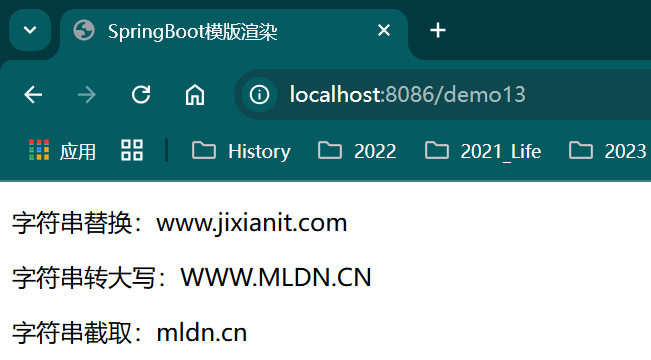 SpringBoot模版渲染
localhost:8086/demo13
应用 History 2022 2021_Life 2023
字符串替换：www.jixianit.com
字符串转大写：WWW.MLDN.CN
字符串截取：mldn.cn